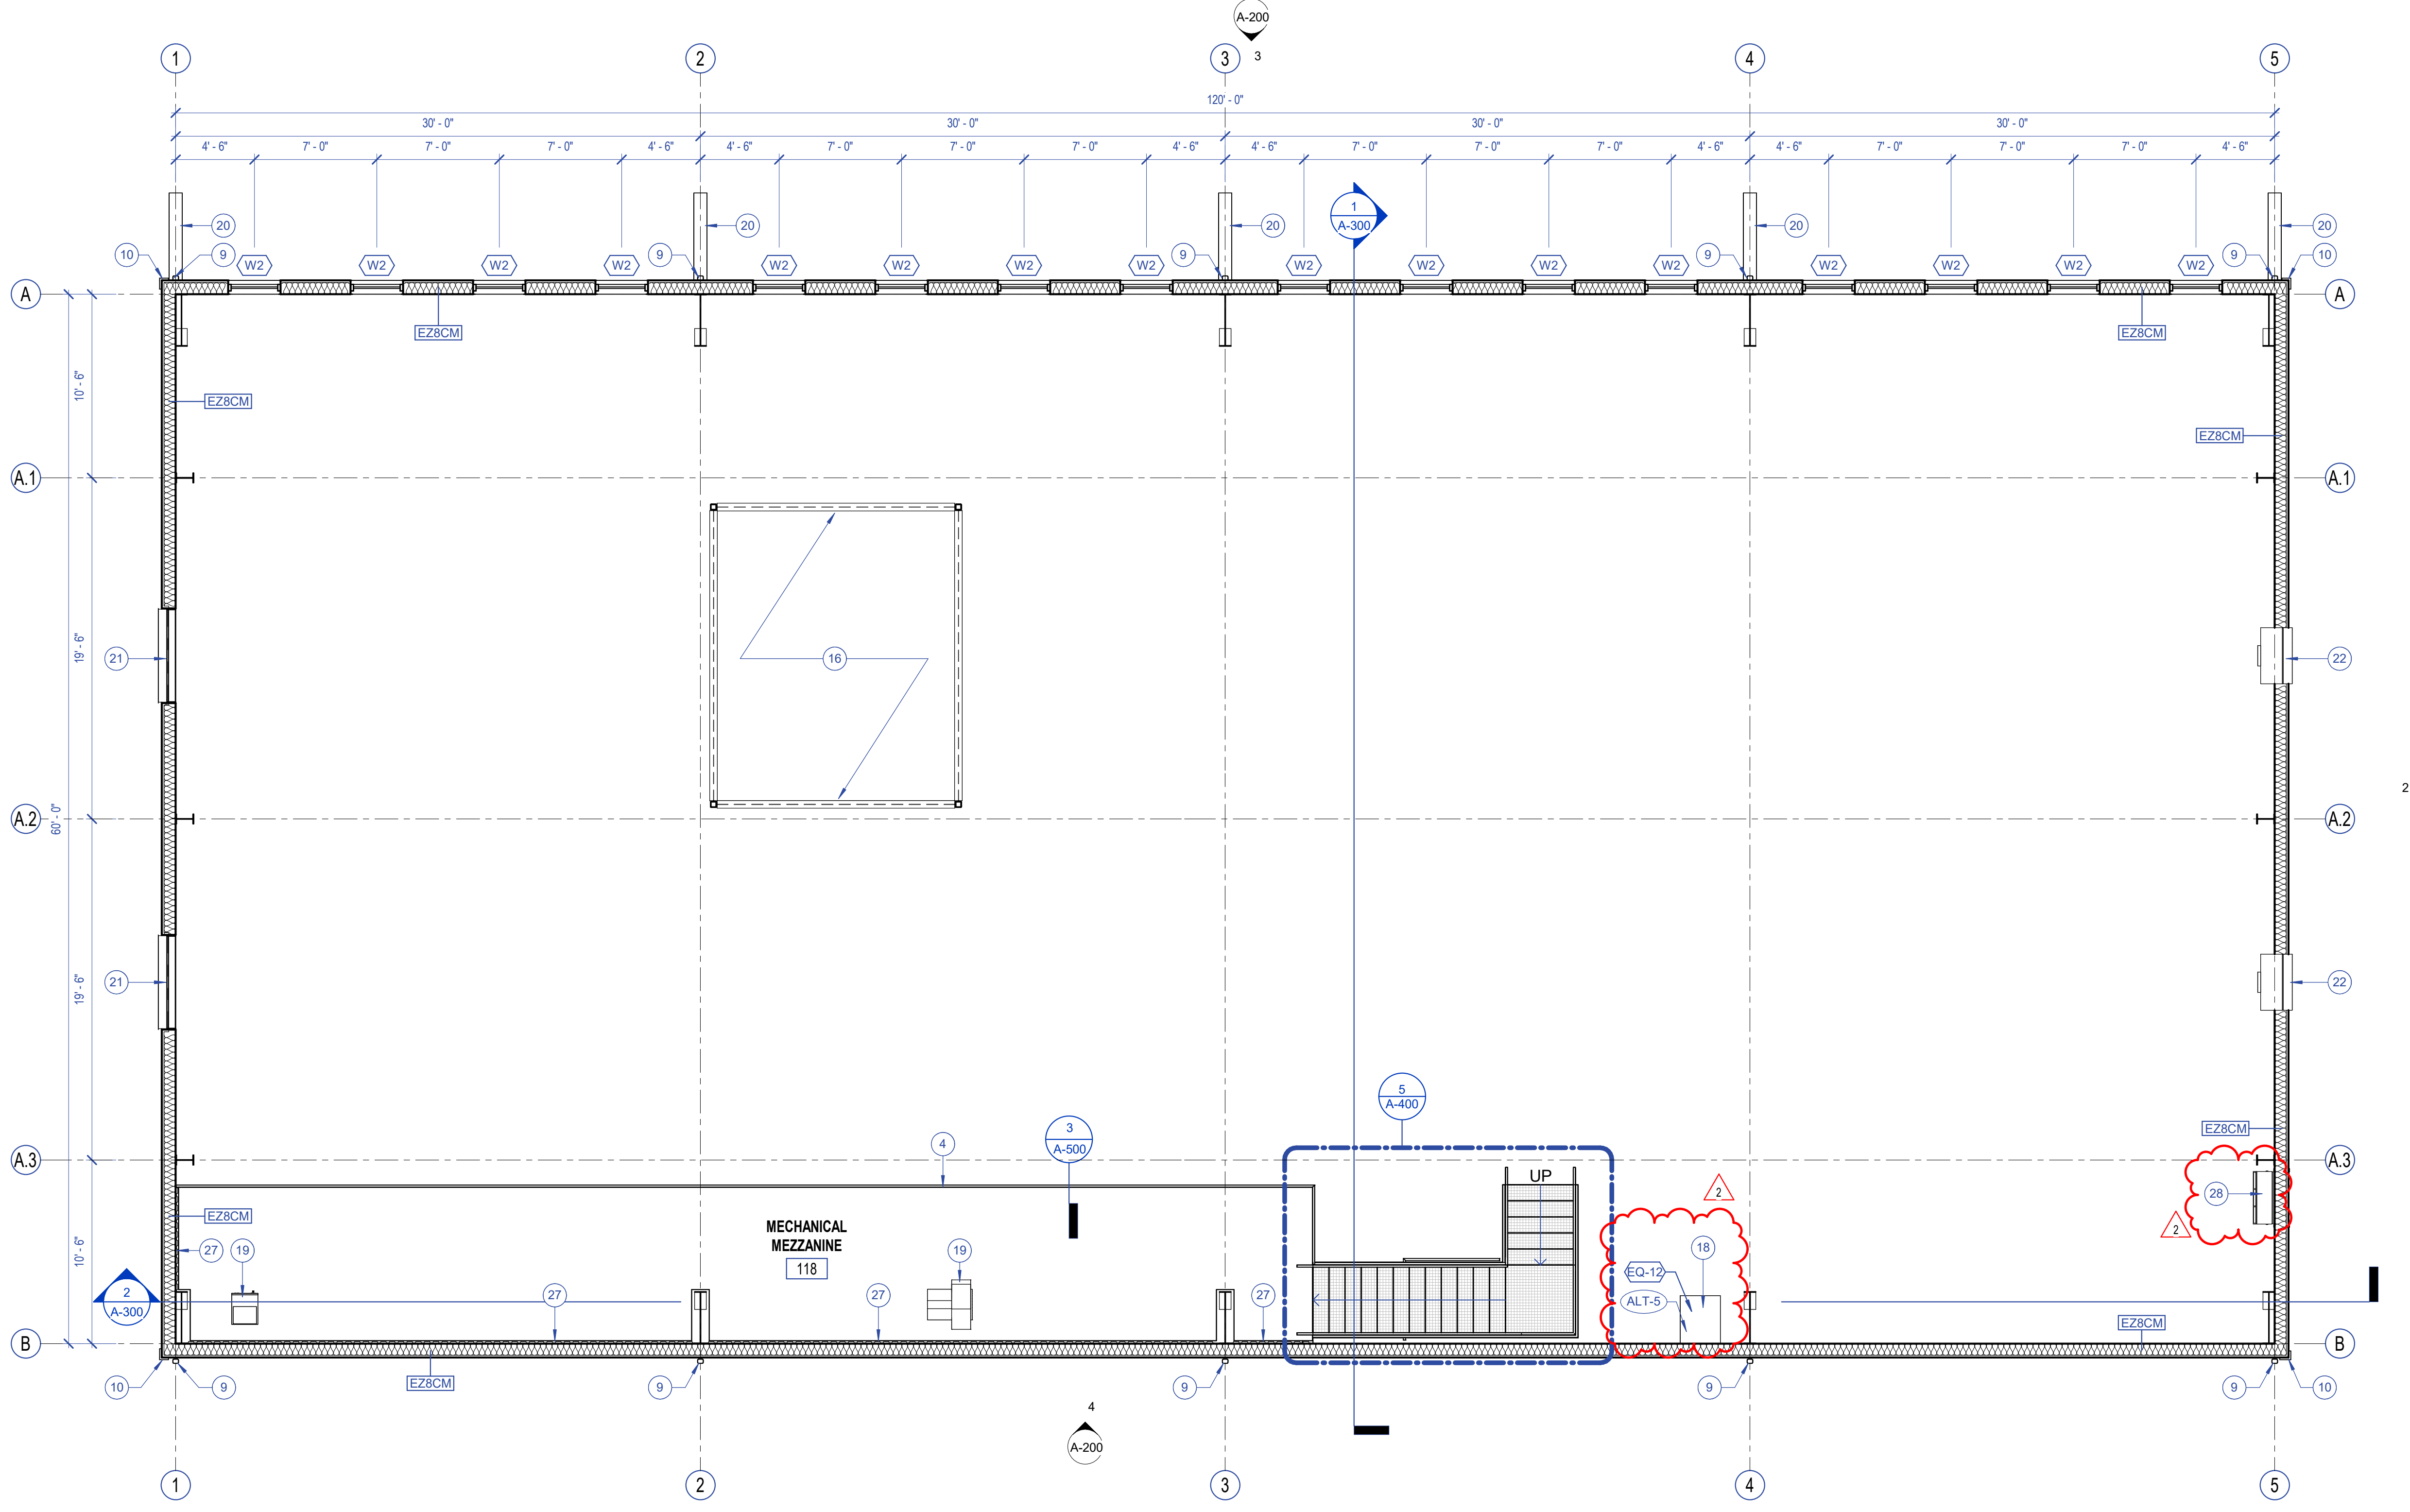 A-200
3
1 2 3 4 5
120' - 0"
30' - 0" 30' - 0" 30' - 0" 30' - 0"
4' - 6" 7' - 0" 7' - 0" 7' - 0" 4' - 6" 4' - 6" 7' - 0" 7' - 0" 7' - 0" 4' - 6" 4' - 6" 7' - 0" 7' - 0" 7' - 0" 4' - 6" 4' - 6" 7' - 0" 7' - 0" 7' - 0" 4' - 6"
1
A-300
20 20 20 20 20
10 9 9 9 9 9 10
W2 W2 W2 W2 W2 W2 W2 W2 W2 W2 W2 W2 W2 W2 W2 W2
A A
EZ8CM EZ8CM
10' - 6"
EZ8CM
EZ8CM
A.1 A.1
19' - 6"
21 16 22
2
A.2 A.2
60' - 0"
19' - 6"
21 22
5
A-400
3
A-500
4
EZ8CM
A.3 A.3
UP
2
28
2
EZ8CM
MECHANICAL
MEZZANINE
118
10' - 6"
27 19 19 18
EQ-12
ALT-5
2
A-300
27 27 27
EZ8CM
B B
EZ8CM
10 9 9 9 9 9 10
4
A-200
1 2 3 4 5